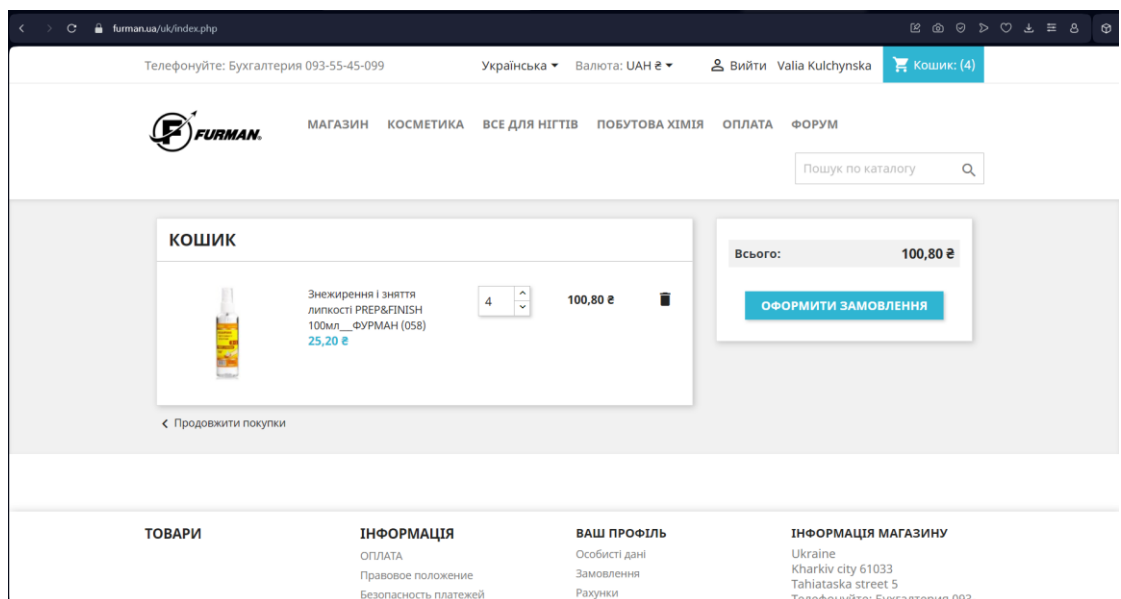 furman.ua/uk/index.php
Телефонуйте: Бухгалтерия 093-55-45-099
Українська
Валюта: UAH ₴
Вийти
Valia Kulchynska
Кошик: (4)
FURMAN.
МАГАЗИН КОСМЕТИКА ВСЕ ДЛЯ НІГТІВ ПОБУТОВА ХІМІЯ ОПЛАТА ФОРУМ
Пошук по каталогу
КОШИК
Знежирення і зняття
липкості PREP&FINISH
100мл__ФУРМАН (058)
25,20 ₴
4
100,80 ₴
Всього: 100,80 ₴
ОФОРМИТИ ЗАМОВЛЕННЯ
Продовжити покупки
ТОВАРИ
ІНФОРМАЦІЯ
ОПЛАТА
Правовое положение
Безопасность платежей
ВАШ ПРОФІЛЬ
Особисті дані
Замовлення
Рахунки
ІНФОРМАЦІЯ МАГАЗИНУ
Ukraine
Kharkiv city 61033
Tahiataska street 5
Телефонуйте: Бухгалтерия 093